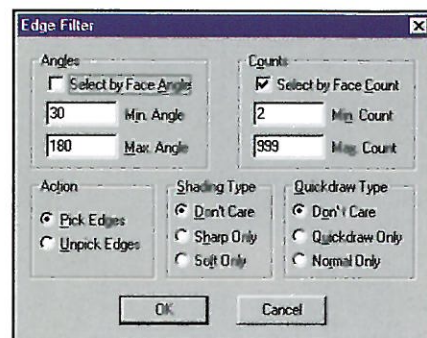 Edge Filter
Angles
Select by Face Angle
30 Min. Angle
180 Max. Angle
Counts
Select by Face Count
2 Min. Count
999 Max. Count
Action
Pick Edges
Unpick Edges
Shading Type
Don't Care
Sharp Only
Soft Only
Quickdraw Type
Don't Care
Quickdraw Only
Normal Only
OK
Cancel